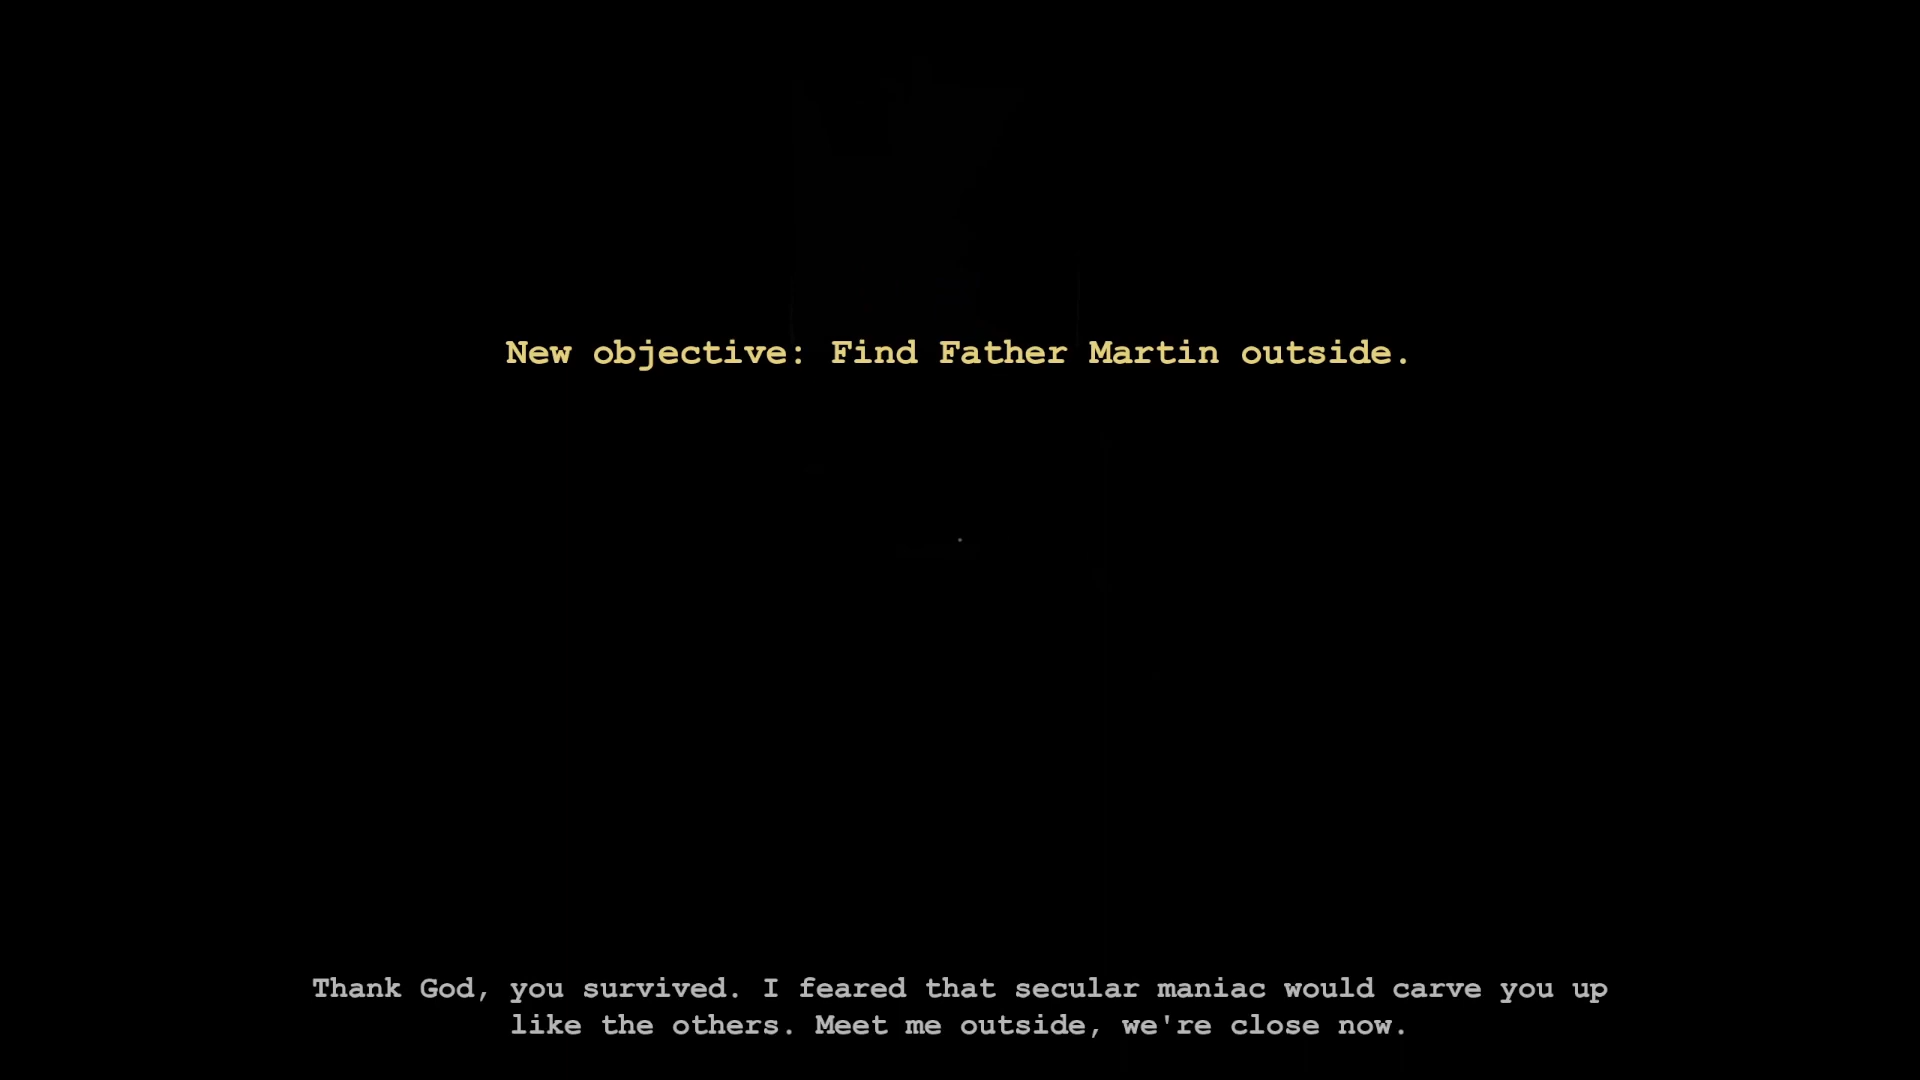 New objective: Find Father Martin outside.
Thank God, you survived. I feared that secular maniac would carve you up
like the others. Meet me outside, we're close now.